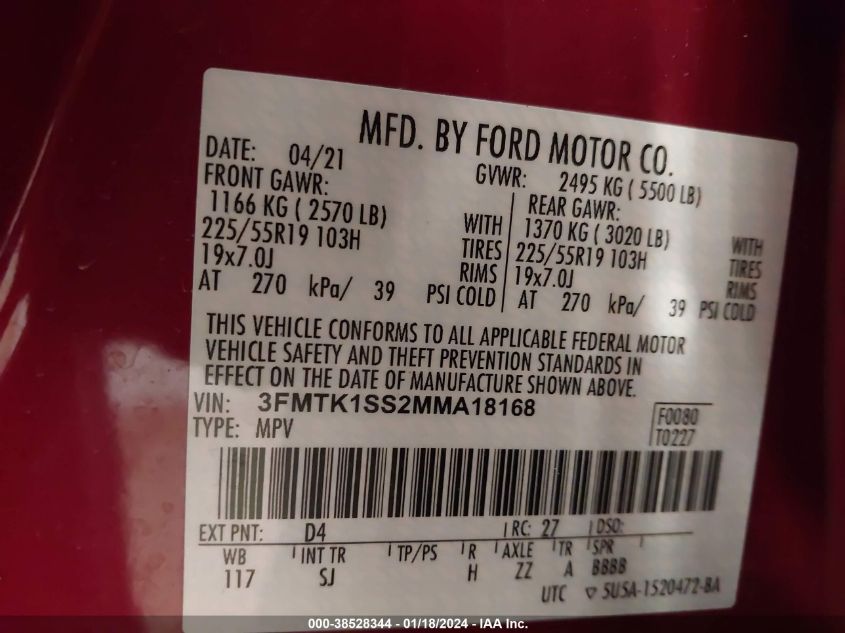 MFD. BY FORD MOTOR CO.
DATE: 04/21
GVWR: 2495 KG ( 5500 LB)
FRONT GAWR:
1166 KG ( 2570 LB) WITH
225/55R19 103H TIRES
19x7.0J RIMS
AT 270 kPa/ 39 PSI COLD
REAR GAWR:
1370 KG ( 3020 LB) WITH
225/55R19 103H TIRES
19x7.0J RIMS
AT 270 kPa/ 39 PSI COLD
THIS VEHICLE CONFORMS TO ALL APPLICABLE FEDERAL MOTOR
VEHICLE SAFETY AND THEFT PREVENTION STANDARDS IN
EFFECT ON THE DATE OF MANUFACTURE SHOWN ABOVE.
VIN: 3FMTK1SS2MMA18168
TYPE: MPV
F0080
T0227
EXT PNT: D4 RC: 27 DSO:
WB INT TR TP/PS R AXLE TR SPR
117 SJ H ZZ A BBBB
UTC 5U5A-1520472-BA
000-38528344 - 01/18/2024 - IAA Inc.